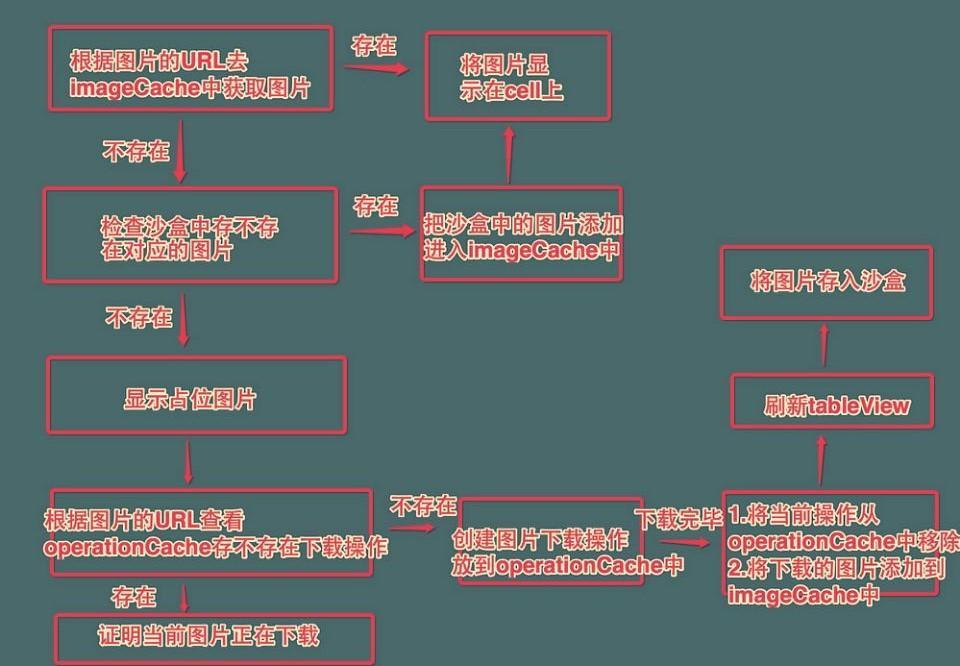 根据图片的URL去
imageCache中获取图片
存在
将图片显
示在cell上
不存在
检查沙盒中存不存
在对应的图片
存在
把沙盒中的图片添加
进入imageCache中
不存在
显示占位图片
根据图片的URL查看
operationCache存不存在下载操作
存在
证明当前图片正在下载
不存在
创建图片下载操作
放到operationCache中
下载完毕
1.将当前操作从
operationCache中移除
2.将下载的图片添加到
imageCache中
刷新tableView
将图片存入沙盒